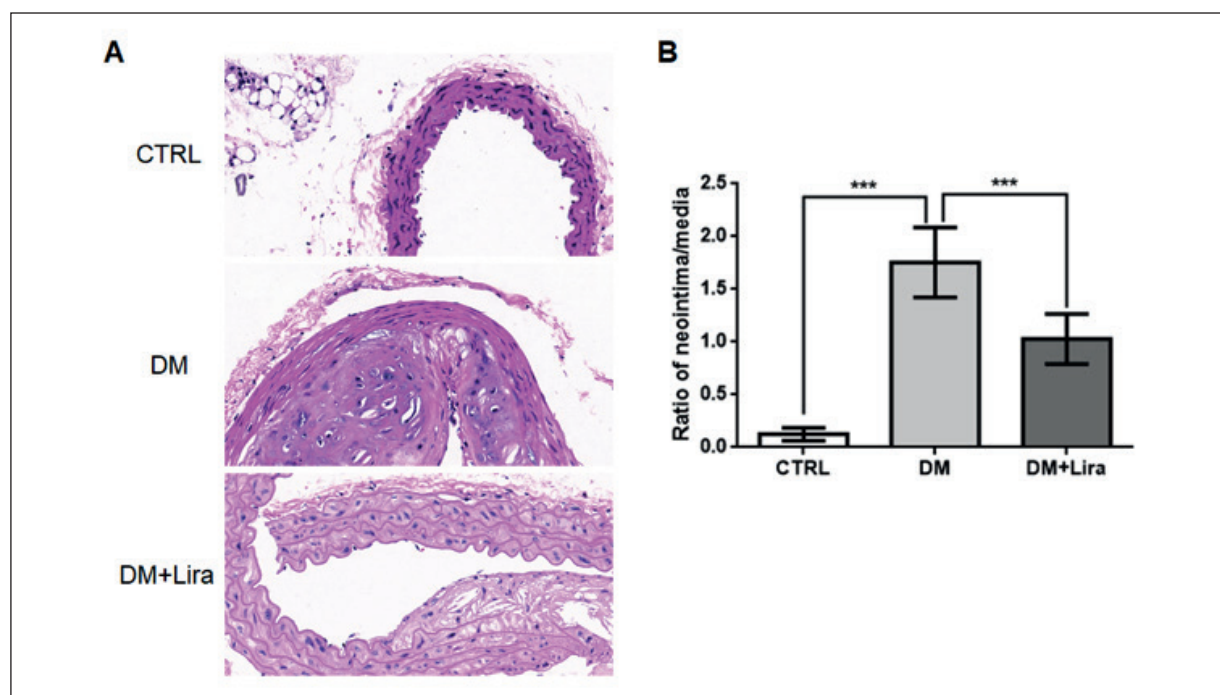 A
CTRL
DM
DM+Lira
B
Ratio of neointima/media
2.5
2.0
1.5
1.0
0.5
0.0
***
***
CTRL
DM
DM+Lira